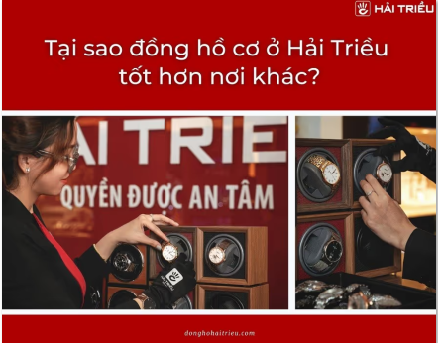 HẢI TRIỀU
Tại sao đồng hồ cơ ở Hải Triều
tốt hơn nơi khác?
ẢI TRIỀ
QUYỀN ĐƯỢC AN TÂM
donghohaitrieu.com